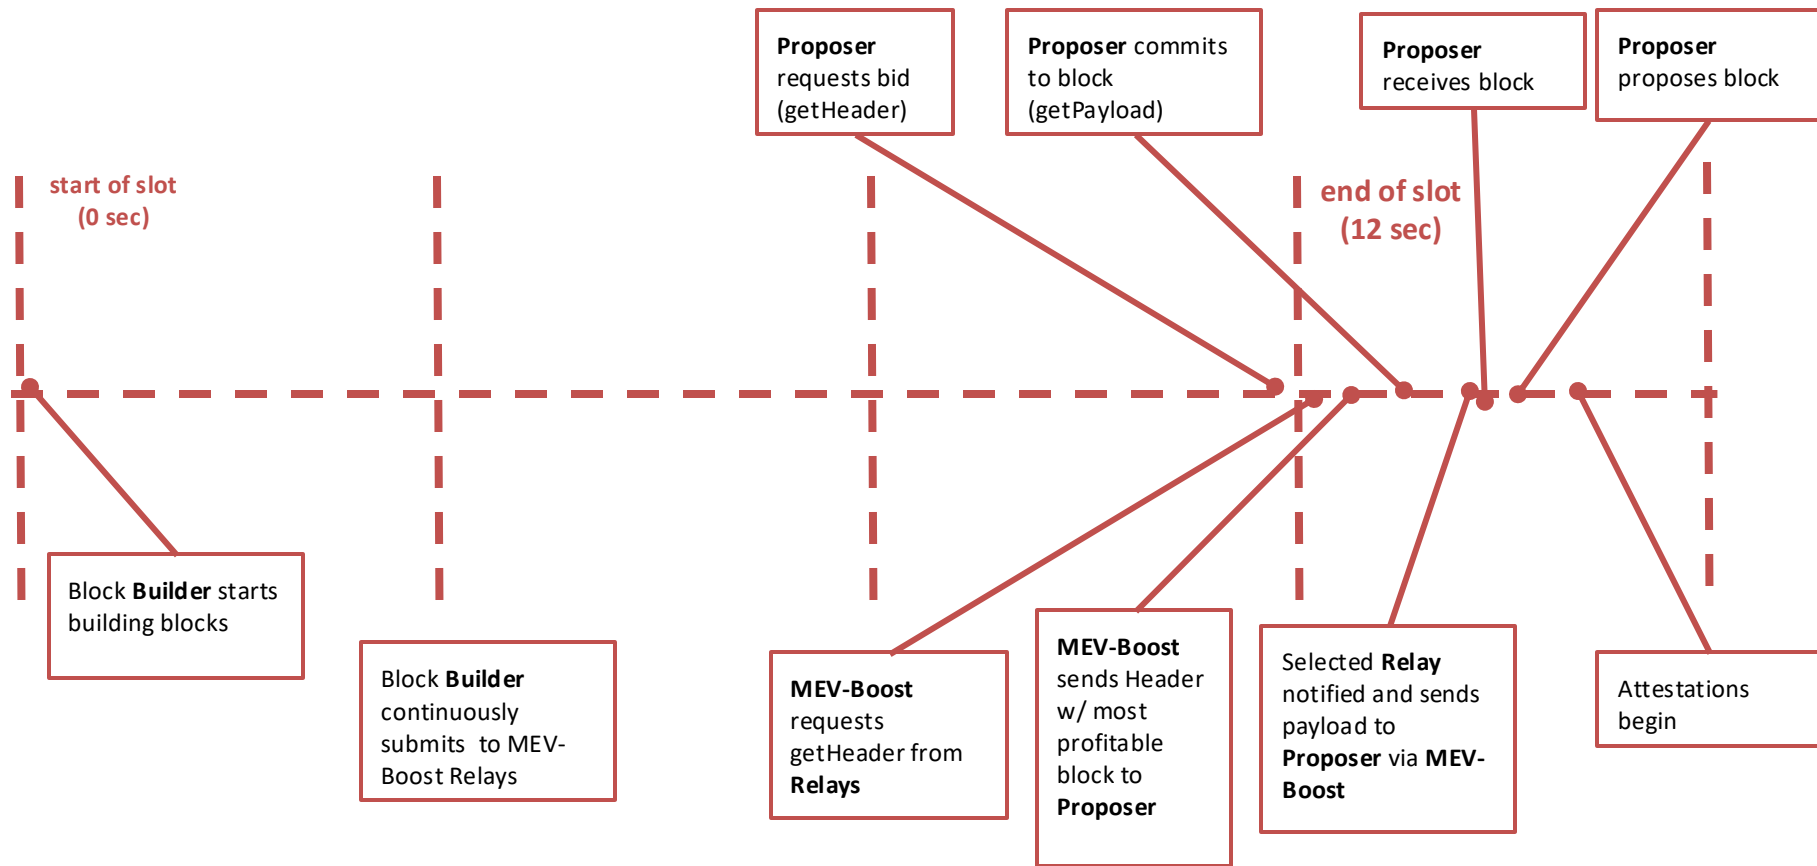 Proposer
requests bid
(getHeader)
Proposer commits
to block
(getPayload)
Proposer
receives block
Proposer
proposes block
start of slot
(0 sec)
end of slot
(12 sec)
Block Builder starts
building blocks
Block Builder
continuously
submits to MEV-
Boost Relays
MEV-Boost
requests
getHeader from
Relays
MEV-Boost
sends Header
w/ most
profitable
block to
Proposer
Selected Relay
notified and sends
payload to
Proposer via MEV-
Boost
Attestations
begin